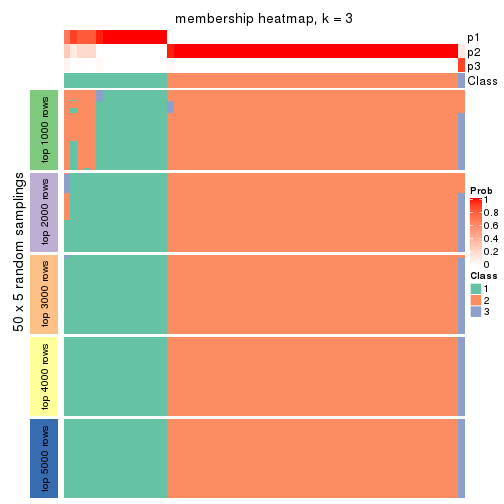 membership heatmap, k = 3
p1
p2
p3
Class
50 x 5 random samplings
top 1000 rows
top 2000 rows
top 3000 rows
top 4000 rows
top 5000 rows
Prob
1
0.8
0.6
0.4
0.2
0
Class
1
2
3